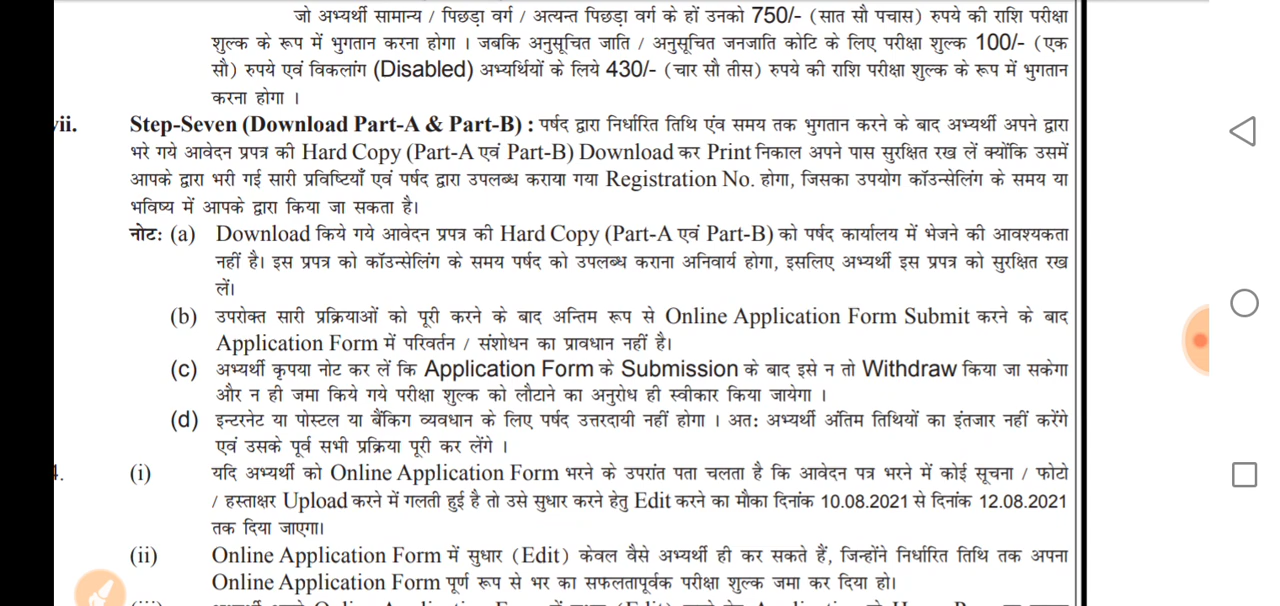 जो अभ्यर्थी सामान्य / पिछड़ा वर्ग / अत्यन्त पिछड़ा वर्ग के हों उनको 750/- (सात सौ पचास) रुपये की राशि परीक्षा
शुल्क के रूप में भुगतान करना होगा । जबकि अनुसूचित जाति / अनुसूचित जनजाति कोटि के लिए परीक्षा शुल्क 100/- (एक
सौ) रुपये एवं विकलांग (Disabled) अभ्यर्थियों के लिये 430/- (चार सौ तीस) रुपये की राशि परीक्षा शुल्क के रूप में भुगतान
करना होगा ।
vii. Step-Seven (Download Part-A & Part-B) : पर्षद द्वारा निर्धारित तिथि एंव समय तक भुगतान करने के बाद अभ्यर्थी अपने द्वारा
भरे गये आवेदन प्रपत्र की Hard Copy (Part-A एवं Part-B) Download कर Print निकाल अपने पास सुरक्षित रख लें क्योंकि उसमें
आपके द्वारा भरी गई सारी प्रविष्टियाँ एवं पर्षद द्वारा उपलब्ध कराया गया Registration No. होगा, जिसका उपयोग कॉउन्सेलिंग के समय या
भविष्य में आपके द्वारा किया जा सकता है।
नोटः (a) Download किये गये आवेदन प्रपत्र की Hard Copy (Part-A एवं Part-B) को पर्षद कार्यालय में भेजने की आवश्यकता
नहीं है। इस प्रपत्र को कॉउन्सेलिंग के समय पर्षद को उपलब्ध कराना अनिवार्य होगा, इसलिए अभ्यर्थी इस प्रपत्र को सुरक्षित रख
लें।
(b) उपरोक्त सारी प्रक्रियाओं को पूरी करने के बाद अन्तिम रूप से Online Application Form Submit करने के बाद
Application Form में परिवर्तन / संशोधन का प्रावधान नहीं है।
(c) अभ्यर्थी कृपया नोट कर लें कि Application Form के Submission के बाद इसे न तो Withdraw किया जा सकेगा
और न ही जमा किये गये परीक्षा शुल्क को लौटाने का अनुरोध ही स्वीकार किया जायेगा ।
(d) इन्टरनेट या पोस्टल या बैंकिग व्यवधान के लिए पर्षद उत्तरदायी नहीं होगा । अतः अभ्यर्थी अंतिम तिथियों का इंतजार नहीं करेंगे
एवं उसके पूर्व सभी प्रक्रिया पूरी कर लेंगे ।
(i) यदि अभ्यर्थी को Online Application Form भरने के उपरांत पता चलता है कि आवेदन पत्र भरने में कोई सूचना / फोटो
/ हस्ताक्षर Upload करने में गलती हुई है तो उसे सुधार करने हेतु Edit करने का मौका दिनांक 10.08.2021 से दिनांक 12.08.2021
तक दिया जाएगा।
(ii) Online Application Form में सुधार (Edit) केवल वैसे अभ्यर्थी ही कर सकते हैं, जिन्होंने निर्धारित तिथि तक अपना
Online Application Form पूर्ण रूप से भर का सफलतापूर्वक परीक्षा शुल्क जमा कर दिया हो।